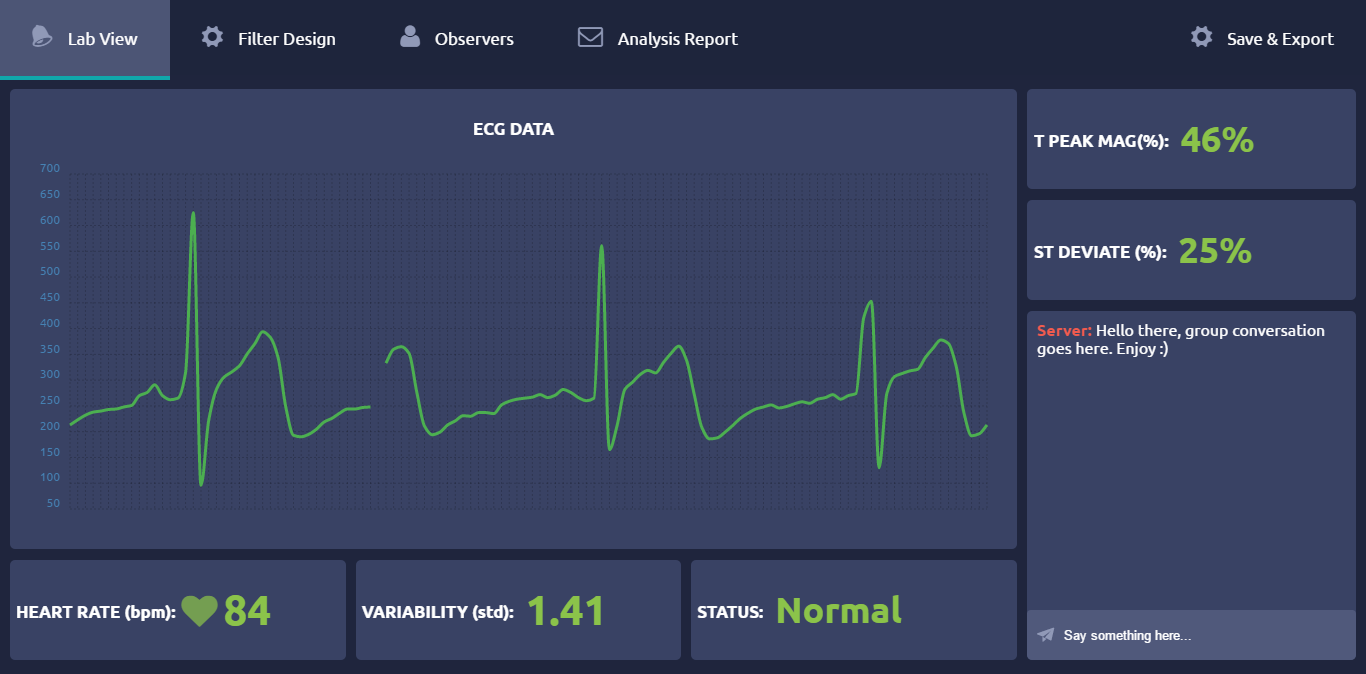 Lab View
Filter Design
Observers
Analysis Report
Save & Export
ECG DATA
700
650
600
550
500
450
400
350
300
250
200
150
100
50
T PEAK MAG(%): 46%
ST DEVIATE (%): 25%
Server: Hello there, group conversation
goes here. Enjoy :)
HEART RATE (bpm): 84
VARIABILITY (std): 1.41
STATUS: Normal
Say something here...